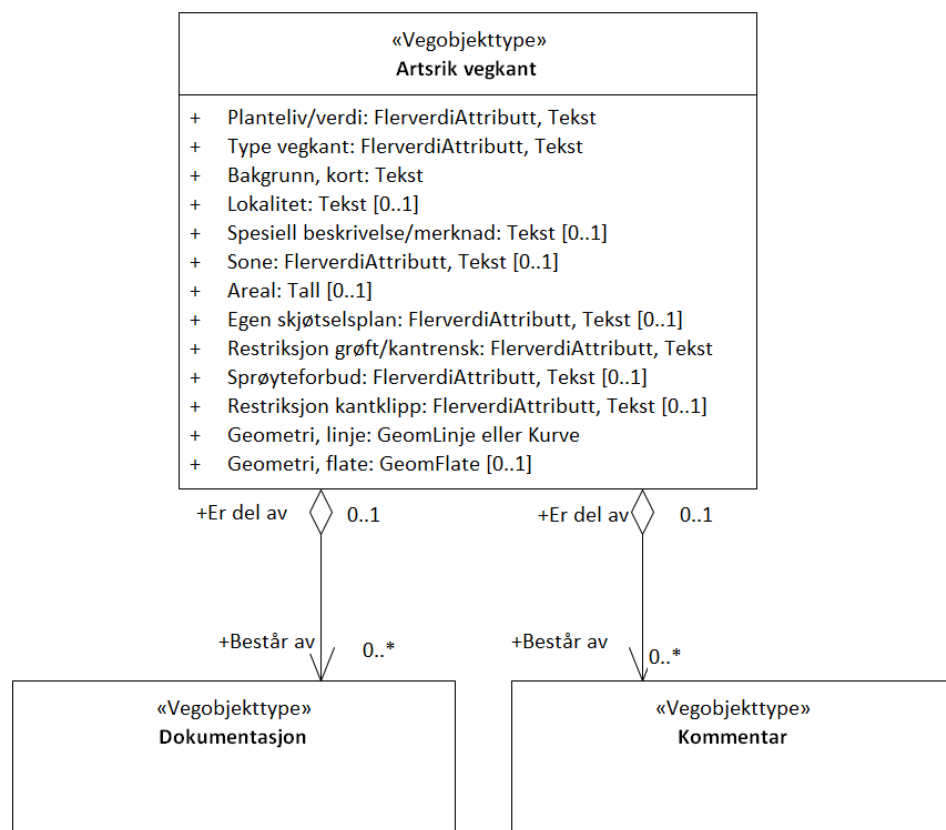 «Vegobjekttype»
Artsrik vegkant
+ Planteliv/verdi: FlerverdiAttributt, Tekst
+ Type vegkant: FlerverdiAttributt, Tekst
+ Bakgrunn, kort: Tekst
+ Lokalitet: Tekst [0..1]
+ Spesiell beskrivelse/merknad: Tekst [0..1]
+ Sone: FlerverdiAttributt, Tekst [0..1]
+ Areal: Tall [0..1]
+ Egen skjøtselsplan: FlerverdiAttributt, Tekst [0..1]
+ Restriksjon grøft/kantrensk: FlerverdiAttributt, Tekst
+ Sprøyteforbud: FlerverdiAttributt, Tekst [0..1]
+ Restriksjon kantklipp: FlerverdiAttributt, Tekst [0..1]
+ Geometri, linje: GeomLinje eller Kurve
+ Geometri, flate: GeomFlate [0..1]
+Er del av 0..1 +Er del av 0..1
+Består av 0..* +Består av 0..*
«Vegobjekttype» «Vegobjekttype»
Dokumentasjon Kommentar